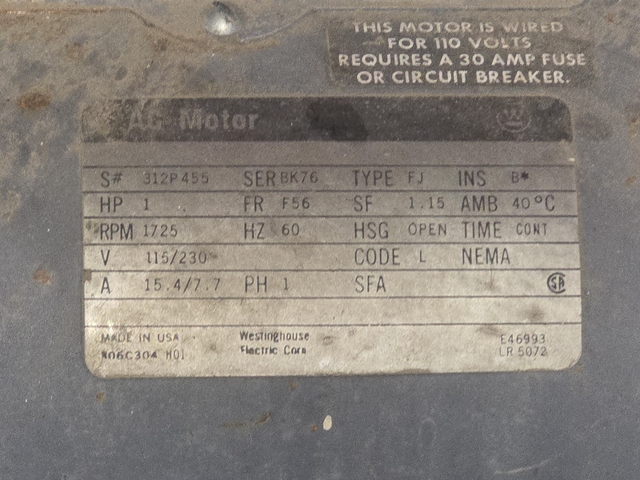 THIS MOTOR IS WIRED
FOR 110 VOLTS
REQUIRES A 30 AMP FUSE
OR CIRCUIT BREAKER.
AC Motor
S# 312P455 SER BK76 TYPE FJ INS B*
HP 1 FR F56 SF 1.15 AMB 40°C
RPM 1725 HZ 60 HSG OPEN TIME CONT
V 115/230 CODE L NEMA
A 15.4/7.7 PH 1 SFA
MADE IN USA Westinghouse E46993
N06C304 H01 Electric Corp LR 5072